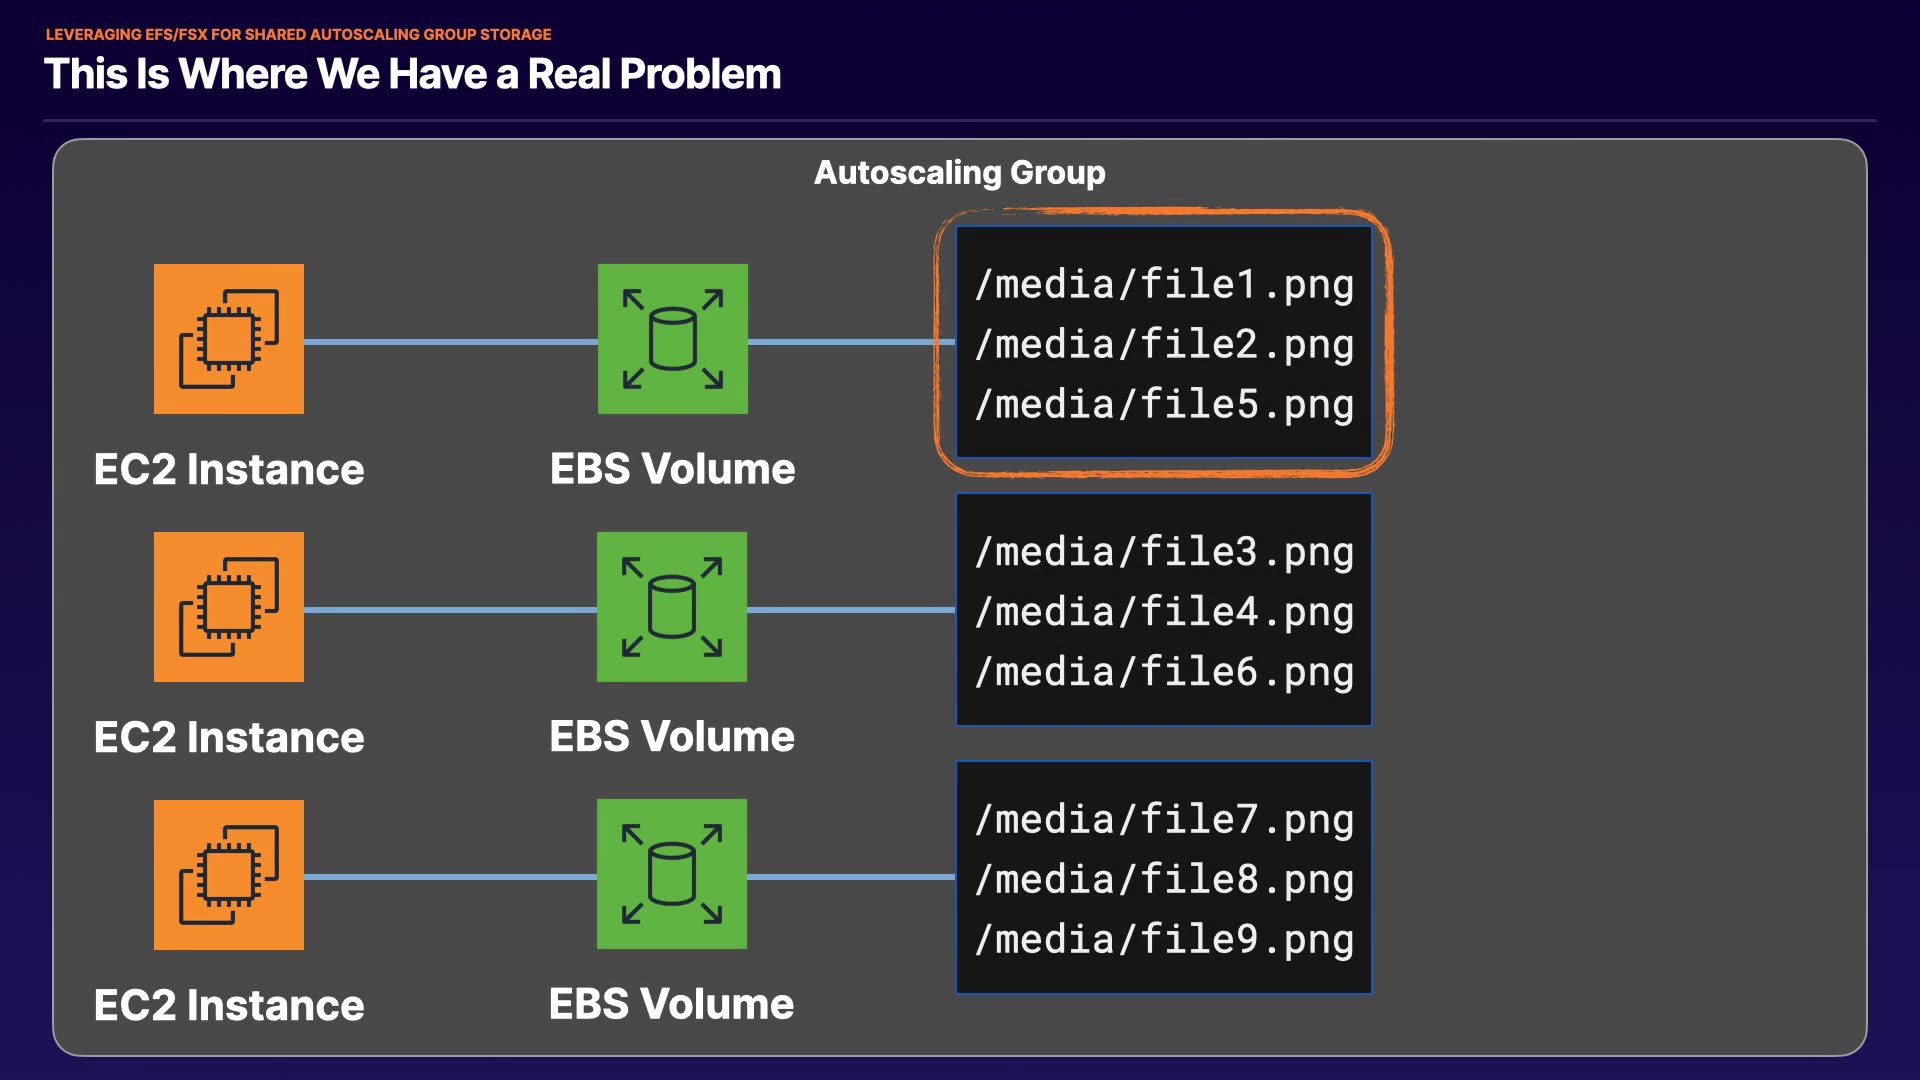 LEVERAGING EFS/FSX FOR SHARED AUTOSCALING GROUP STORAGE
This Is Where We Have a Real Problem
Autoscaling Group
/media/file1.png
/media/file2.png
/media/file5.png
EC2 Instance
EBS Volume
/media/file3.png
/media/file4.png
/media/file6.png
EC2 Instance
EBS Volume
/media/file7.png
/media/file8.png
/media/file9.png
EC2 Instance
EBS Volume